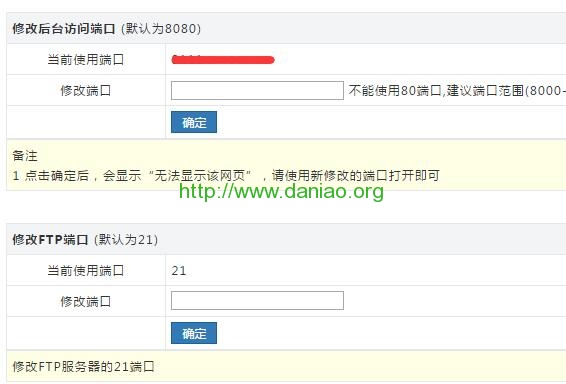 修改后台访问端口 (默认为8080)
当前使用端口
修改端口 不能使用80端口,建议端口范围(8000-
确定
备注
1 点击确定后，会显示“无法显示该网页”，请使用新修改的端口打开即可
http://www.daniao.org
修改FTP端口 (默认为21)
当前使用端口 21
修改端口
确定
修改FTP服务器的21端口